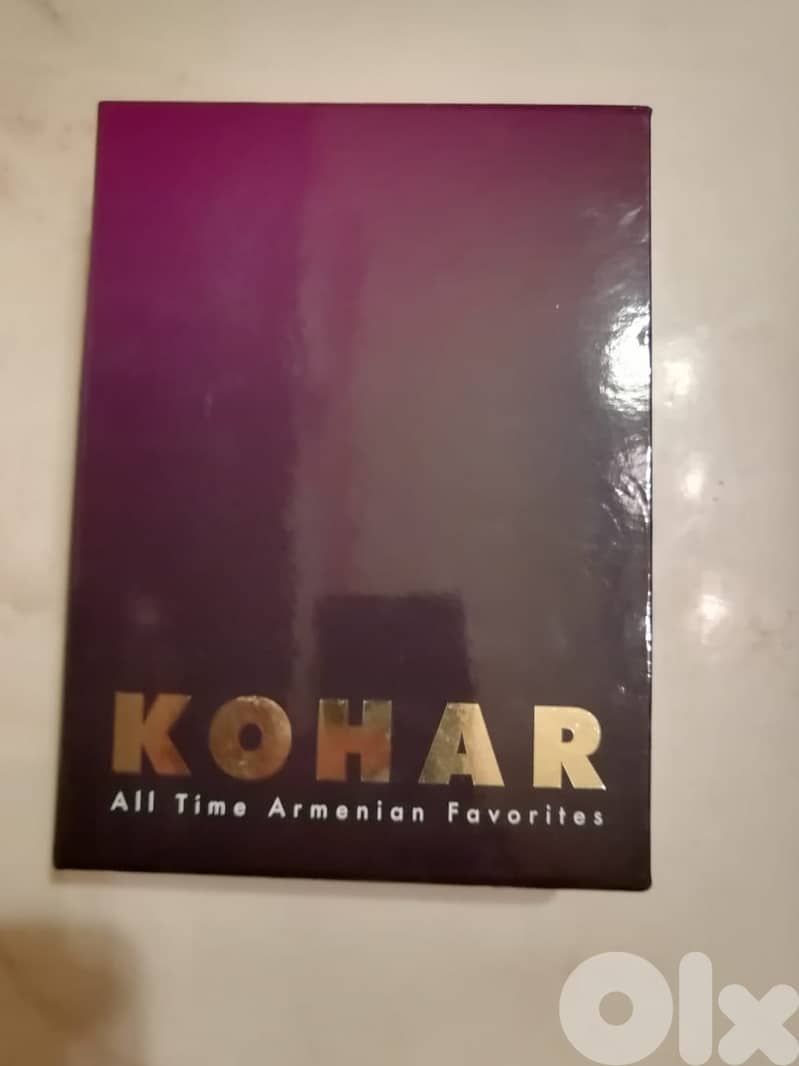 KOHAR
All Time Armenian Favorites
Olx